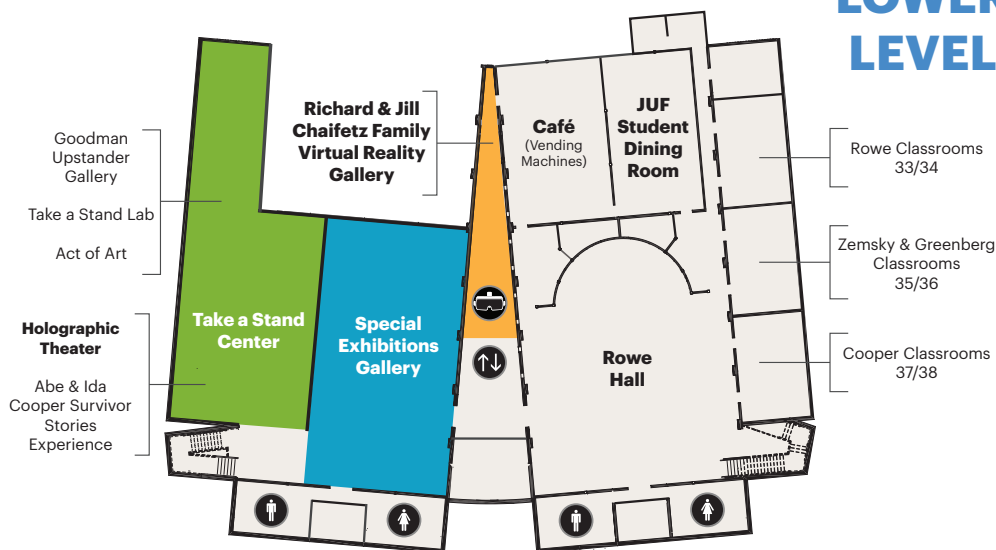 LOWER
LEVEL
Richard & Jill
Chaifetz Family
Virtual Reality
Gallery
Café
(Vending
Machines)
JUF
Student
Dining
Room
Goodman
Upstander
Gallery
Take a Stand Lab
Act of Art
Rowe Classrooms
33/34
Zemsky & Greenberg
Classrooms
35/36
Holographic
Theater
Abe & Ida
Cooper Survivor
Stories
Experience
Take a Stand
Center
Special
Exhibitions
Gallery
Rowe
Hall
Cooper Classrooms
37/38